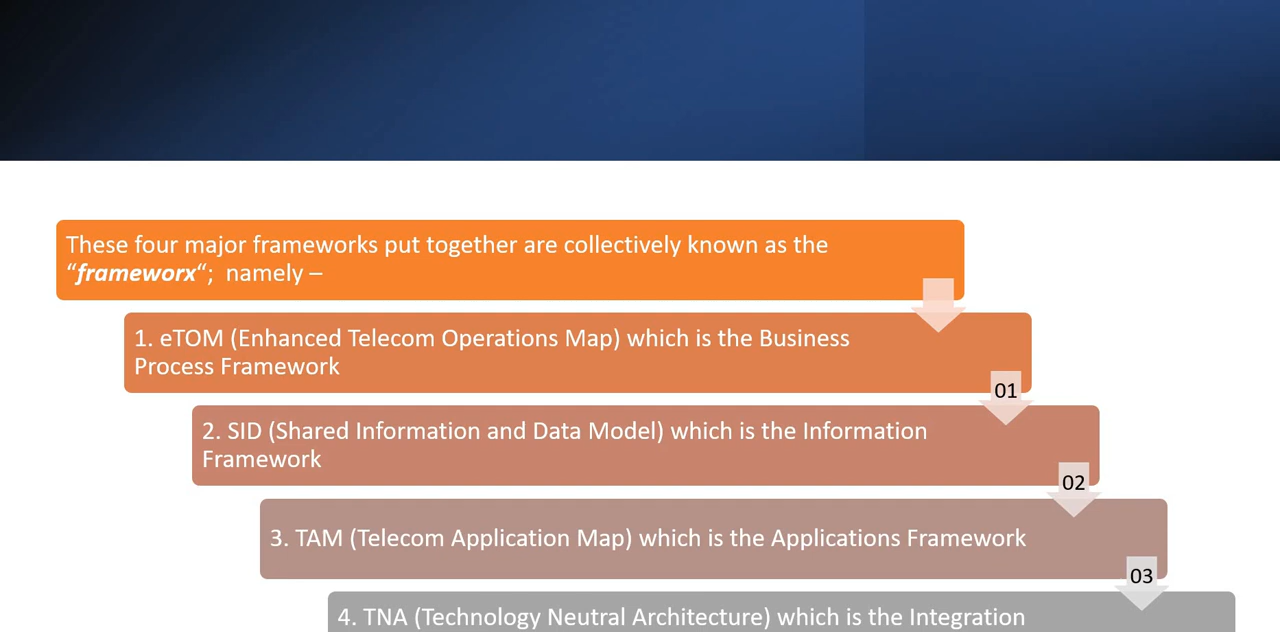 These four major frameworks put together are collectively known as the
“frameworx“; namely –
1. eTOM (Enhanced Telecom Operations Map) which is the Business
Process Framework
01
2. SID (Shared Information and Data Model) which is the Information
Framework
02
3. TAM (Telecom Application Map) which is the Applications Framework
03
4. TNA (Technology Neutral Architecture) which is the Integration